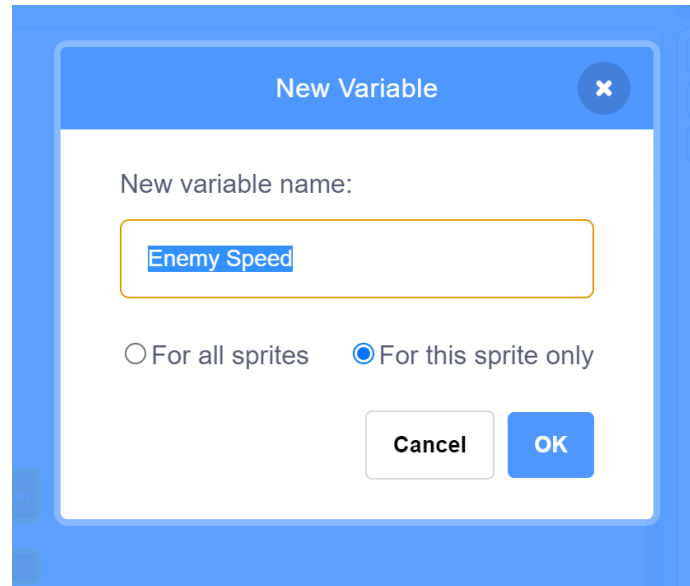 New Variable
New variable name:
Enemy Speed
For all sprites For this sprite only
Cancel OK